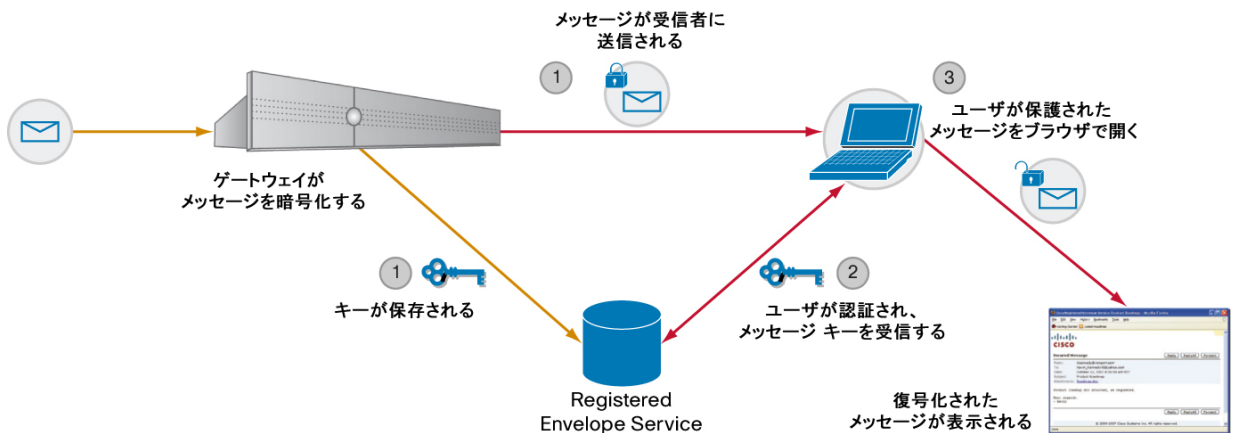 メッセージが受信者に
送信される
1
3
ユーザが保護された
メッセージをブラウザで開く
ゲートウェイが
メッセージを暗号化する
1
キーが保存される
2
ユーザが認証され、
メッセージ キーを受信する
Registered
Envelope Service
CISCO
Secured Message
復号化された
メッセージが表示される